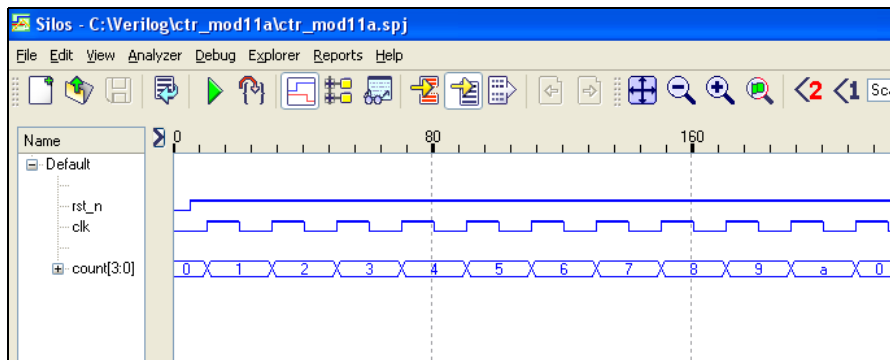 Silos - C:\Verilog\ctr_mod11a\ctr_mod11a.spj
File Edit View Analyzer Debug Explorer Reports Help
2 1 Sca
Name Σ 0 80 160
Default
rst_n
clk
count[3:0] 0 1 2 3 4 5 6 7 8 9 a 0